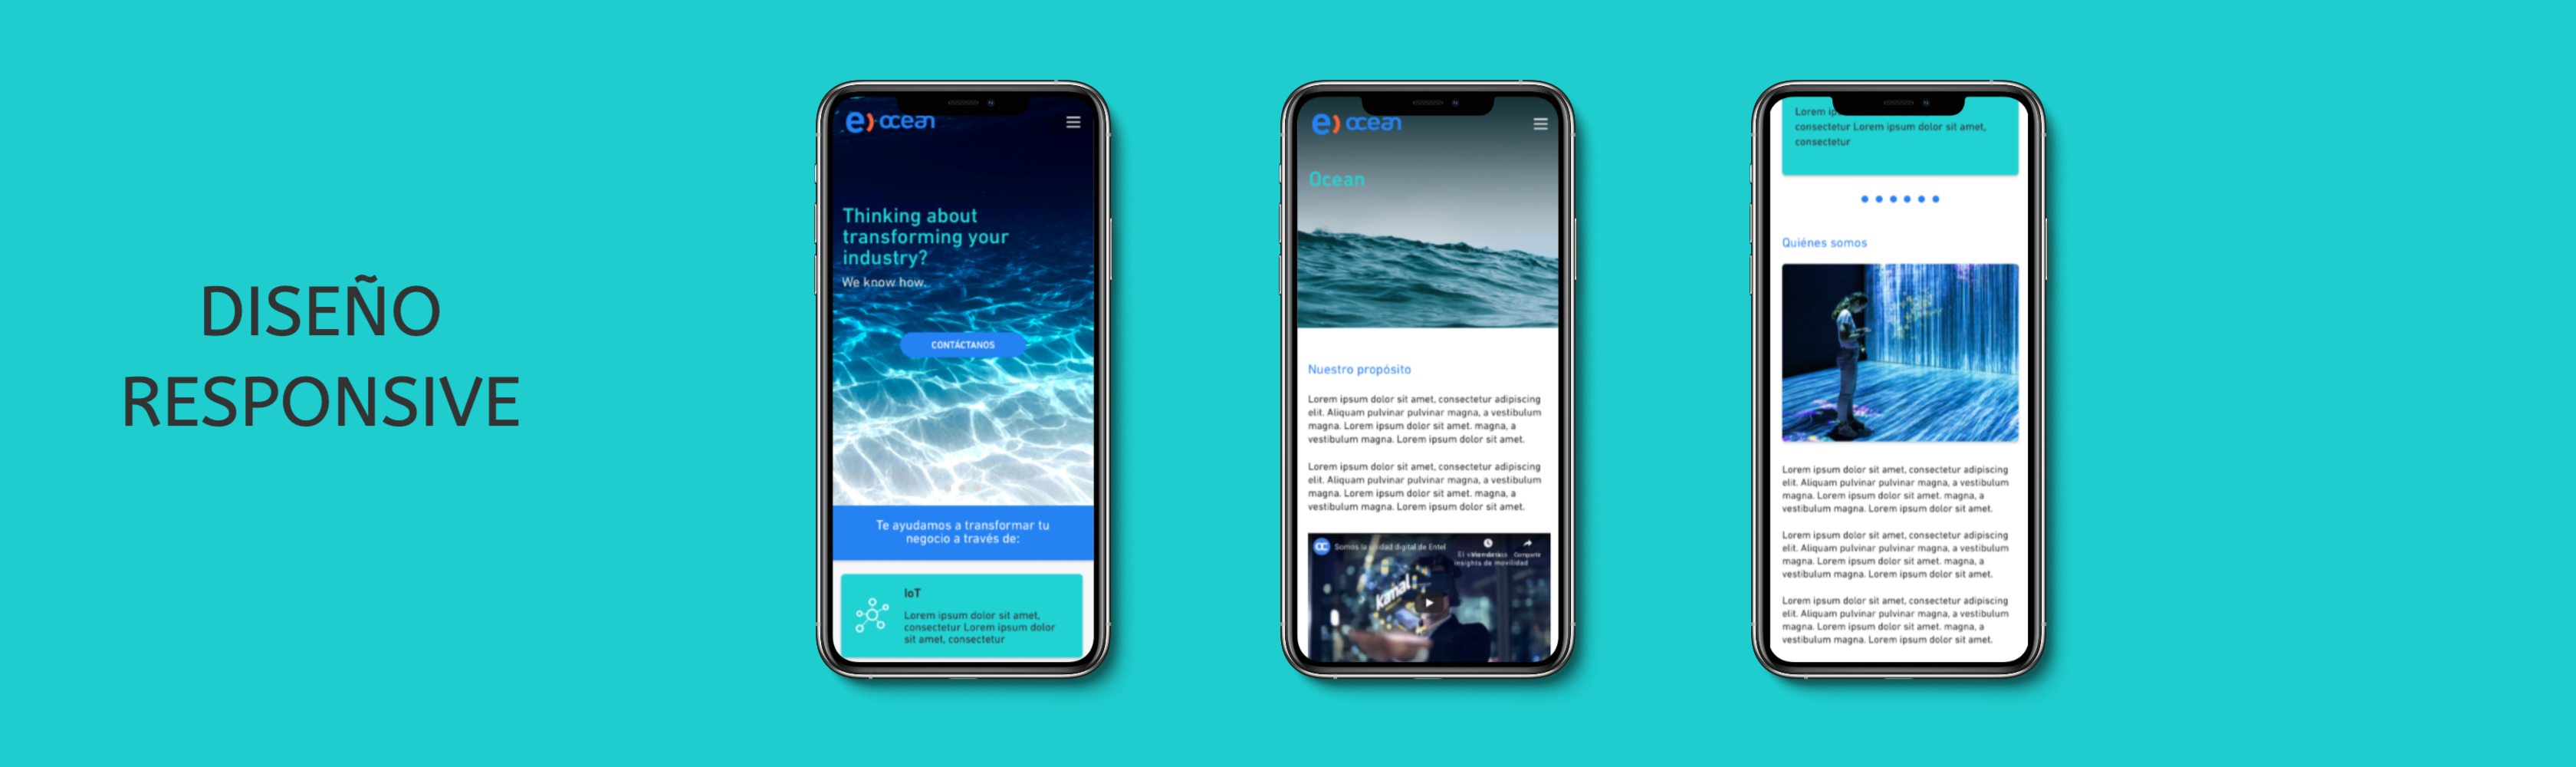 DISEÑO
RESPONSIVE
e) ocean
Thinking about
transforming your
industry?
We know how.
CONTÁCTANOS
Te ayudamos a transformar tu
negocio a través de:
IoT
Lorem ipsum dolor sit amet,
consectetur Lorem ipsum dolor
sit amet, consectetur
e) ocean
Ocean
Nuestro propósito
Lorem ipsum dolor sit amet, consectetur adipiscing
elit. Aliquam pulvinar pulvinar magna, a vestibulum
magna. Lorem ipsum dolor sit amet. magna, a
vestibulum magna. Lorem ipsum dolor sit amet.
Lorem ipsum dolor sit amet, consectetur adipiscing
elit. Aliquam pulvinar pulvinar magna, a vestibulum
magna. Lorem ipsum dolor sit amet. magna, a
vestibulum magna. Lorem ipsum dolor sit amet.
OC Somos la unidad digital de Entel
Compartir
insights de movilidad
Lorem ip
consectetur Lorem ipsum dolor sit amet,
consectetur
Quiénes somos
Lorem ipsum dolor sit amet, consectetur adipiscing
elit. Aliquam pulvinar pulvinar magna, a vestibulum
magna. Lorem ipsum dolor sit amet. magna, a
vestibulum magna. Lorem ipsum dolor sit amet.
Lorem ipsum dolor sit amet, consectetur adipiscing
elit. Aliquam pulvinar pulvinar magna, a vestibulum
magna. Lorem ipsum dolor sit amet. magna, a
vestibulum magna. Lorem ipsum dolor sit amet.
Lorem ipsum dolor sit amet, consectetur adipiscing
elit. Aliquam pulvinar pulvinar magna, a vestibulum
magna. Lorem ipsum dolor sit amet. magna, a
vestibulum magna. Lorem ipsum dolor sit amet.